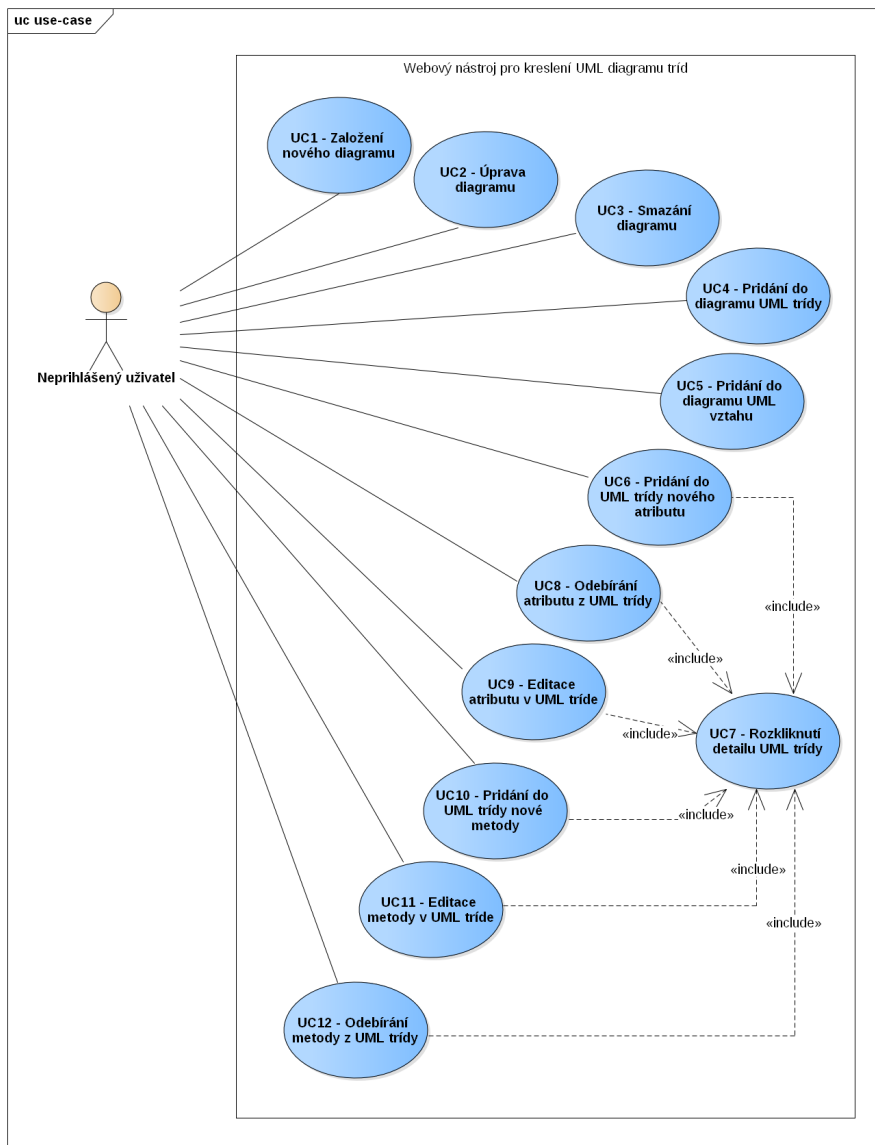 uc use-case
Webový nástroj pro kreslení UML diagramu tríd
UC1 - Založení
nového diagramu
UC2 - Úprava
diagramu
UC3 - Smazání
diagramu
UC4 - Pridání do
diagramu UML trídy
Neprihlášený uživatel
UC5 - Pridání do
diagramu UML
vztahu
UC6 - Pridání do
UML trídy nového
atributu
UC8 - Odebírání
atributu z UML trídy
«include»
«include»
UC9 - Editace
atributu v UML tríde
«include»
UC7 - Rozkliknutí
detailu UML trídy
UC10 - Pridání do
UML trídy nové
metody
«include»
«include»
UC11 - Editace
metody v UML tríde
«include»
UC12 - Odebírání
metody z UML trídy